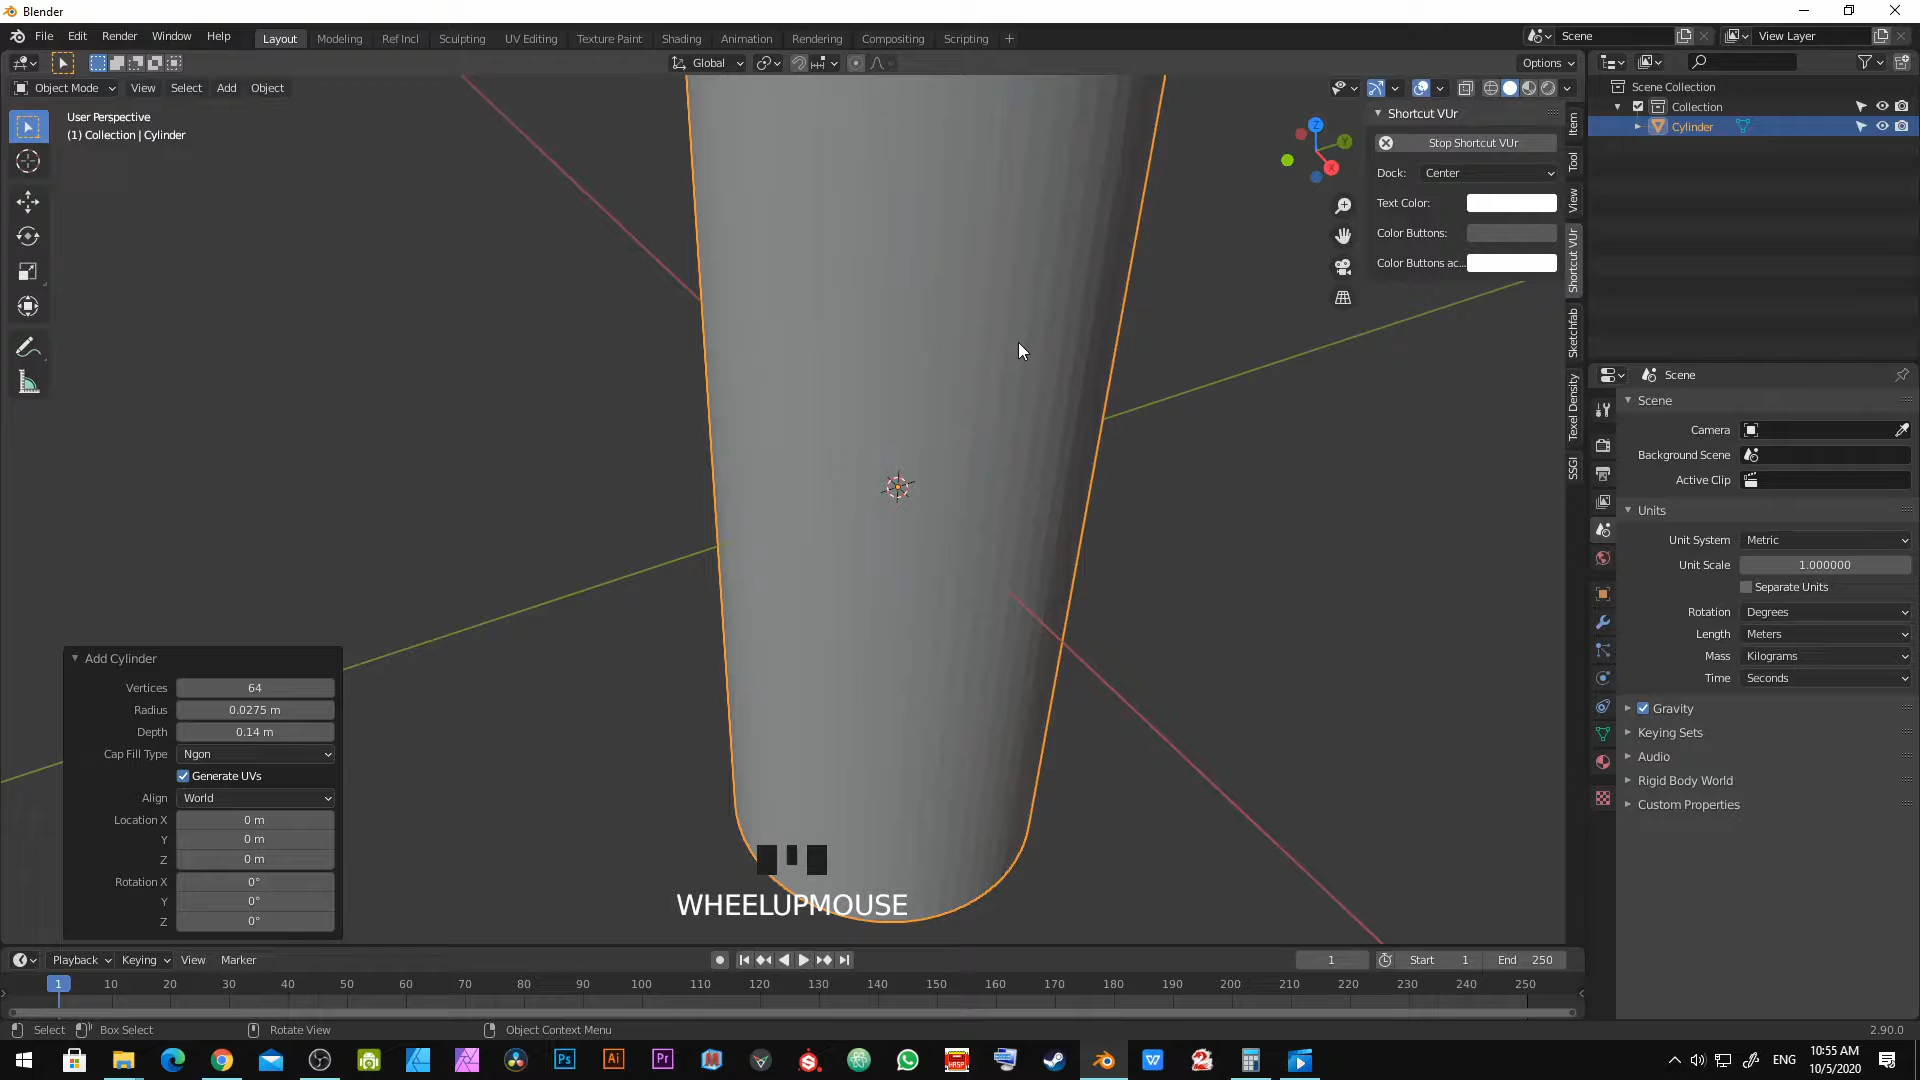 Blender
File Edit Render Window Help
Layout Modeling Ref Incl Sculpting UV Editing Texture Paint Shading Animation Rendering Compositing Scripting +
Scene View Layer
Global Options
Object Mode View Select Add Object
User Perspective
(1) Collection | Cylinder
Shortcut VUr
Stop Shortcut VUr
Dock: Center
Text Color:
Color Buttons:
Color Buttons ac...
Z
Y
X
Item
Tool
View
Shortcut VUr
Sketchfab
Texel Density
SSGI
Scene Collection
Collection
Cylinder
Scene
Scene
Camera
Background Scene
Active Clip
Units
Unit System Metric
Unit Scale 1.000000
Separate Units
Rotation Degrees
Length Meters
Mass Kilograms
Time Seconds
Gravity
Keying Sets
Audio
Rigid Body World
Custom Properties
Add Cylinder
Vertices 64
Radius 0.0275 m
Depth 0.14 m
Cap Fill Type Ngon
Generate UVs
Align World
Location X 0 m
Y 0 m
Z 0 m
Rotation X 0°
Y 0°
Z 0°
WHEELUPMOUSE
Playback Keying View Marker 1 Start 1 End 250
1 10 20 30 40 50 60 70 80 90 100 110 120 130 140 150 160 170 180 190 200 210 220 230 240 250
Select Box Select Rotate View Object Context Menu 2.90.0
Ps Ai Pr
ENG
10:55 AM
10/5/2020